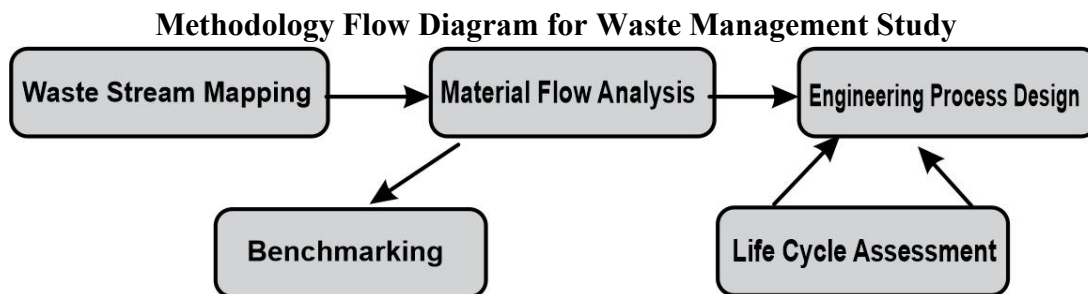 Methodology Flow Diagram for Waste Management Study
Waste Stream Mapping
Material Flow Analysis
Engineering Process Design
Benchmarking
Life Cycle Assessment